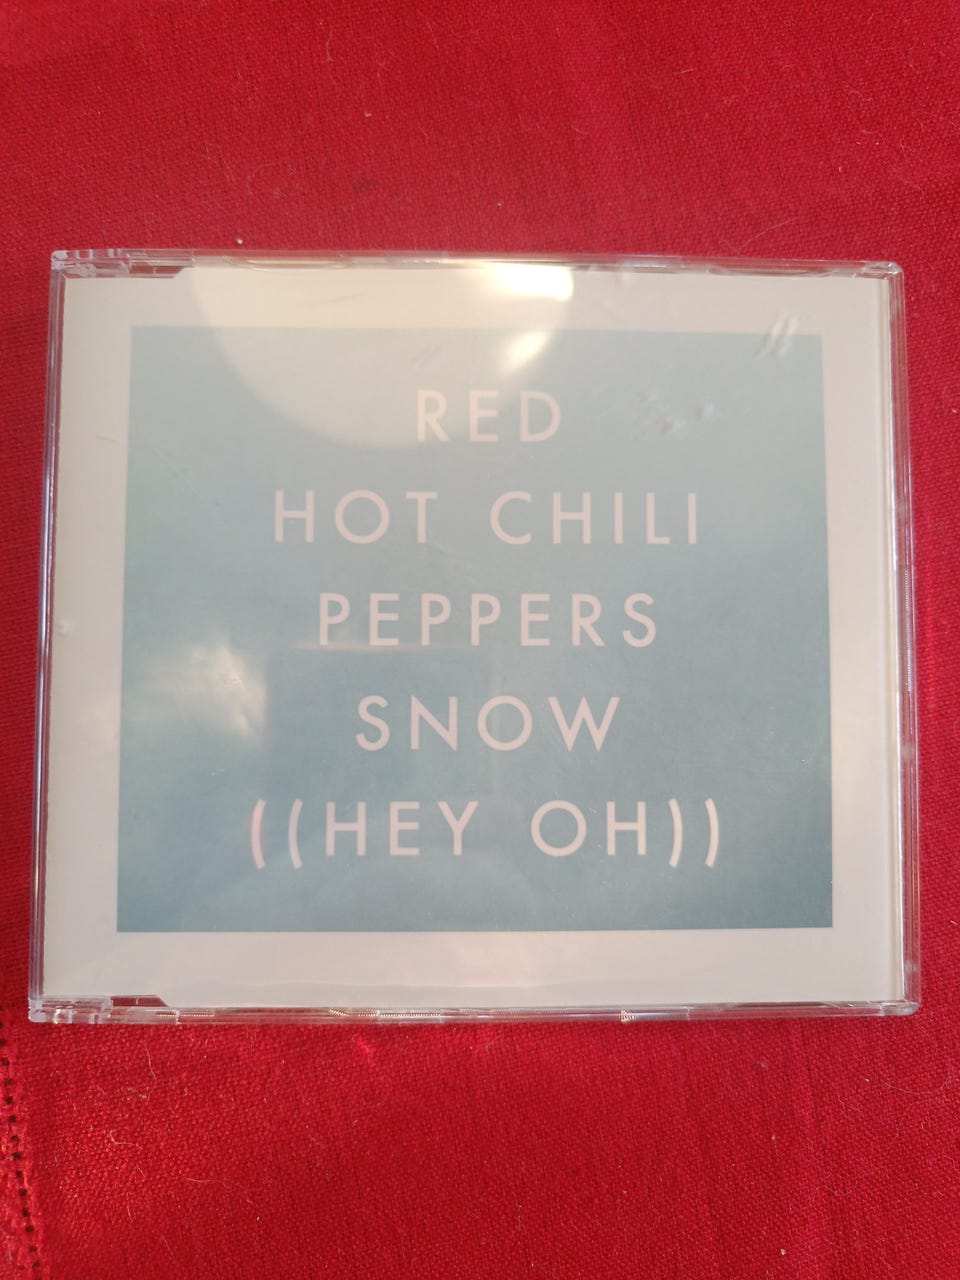 RED
HOT CHILI
PEPPERS
SNOW
((HEY OH))